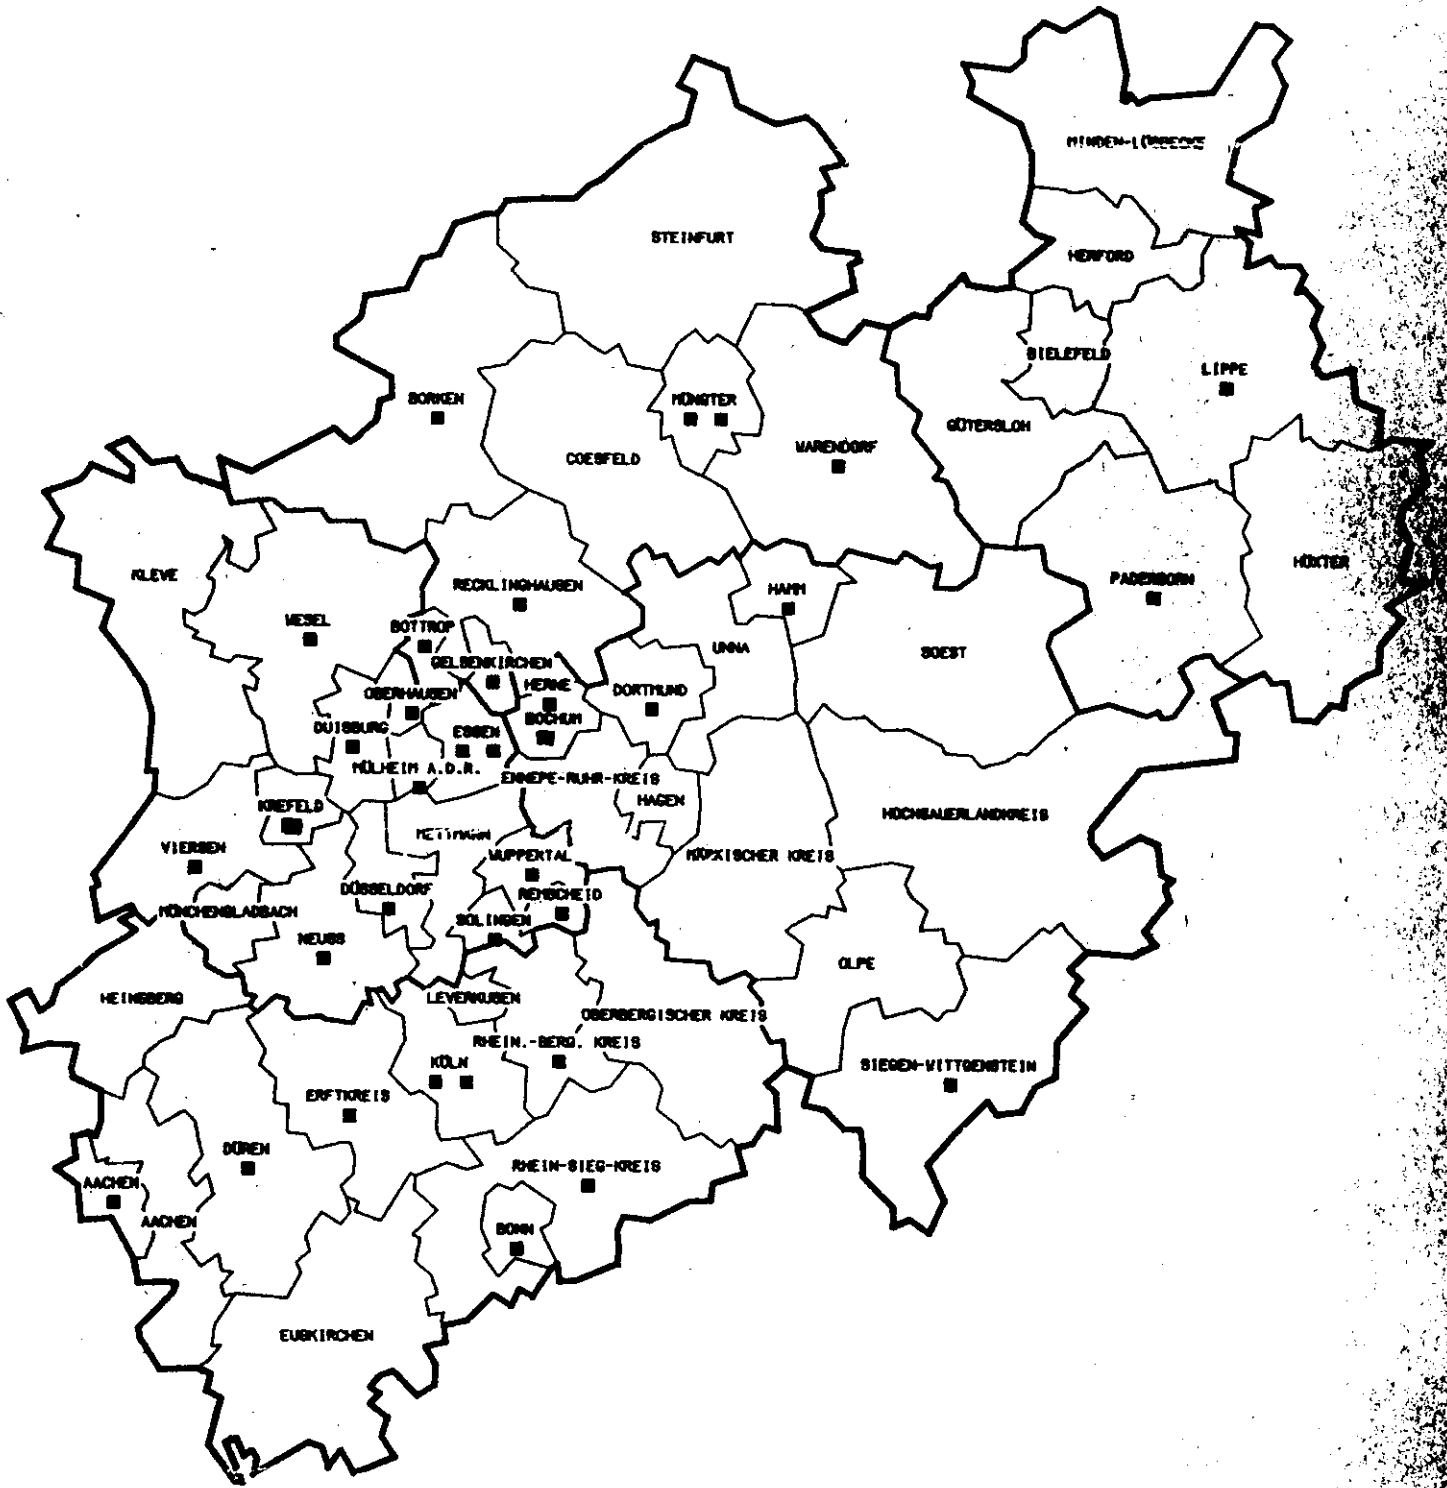 MINDEN-LÜBBECKE
STEINFURT
HERFORD
BIELEFELD
LIPPE
BORKEN
MÜNSTER
GÜTERSLOH
WARENDORF
COESFELD
KLEVE
RECKLINGHAUSEN
HAMM
PADERBORN
HÖXTER
WESEL
BOTTROP
UNNA
SOEST
GELSENKIRCHEN
OBERHAUSEN
HERNE
DORTMUND
DUISBURG
ESSEN
BOCHUM
MÜLHEIM A.D.R.
ENNEPE-RUHR-KREIS
KREFELD
HAGEN
HOCHSAUERLANDKREIS
METTMANN
VIERSEN
WUPPERTAL
MÄRKISCHER KREIS
DÜSSELDORF
REMSCHEID
MÖNCHENGLADBACH
SOLINGEN
NEUSS
OLPE
HEINSBERG
LEVERKUSEN
OBERBERGISCHER KREIS
RHEIN.-BERG. KREIS
KÖLN
SIEGEN-WITTGENSTEIN
ERFTKREIS
DÜREN
RHEIN-SIEG-KREIS
AACHEN
AACHEN
BONN
EUSKIRCHEN